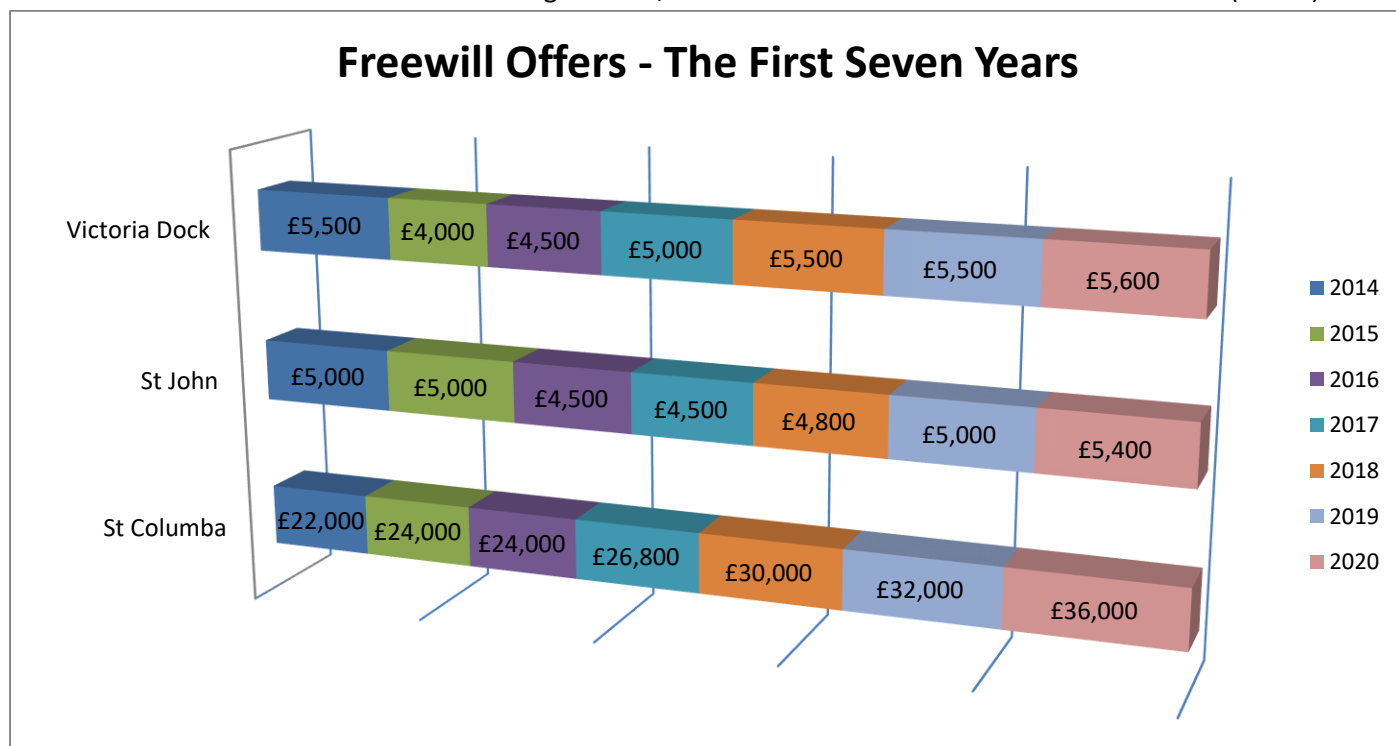 Freewill Offers - The First Seven Years
Victoria Dock
£5,500 £4,000 £4,500 £5,000 £5,500 £5,500 £5,600
St John
£5,000 £5,000 £4,500 £4,500 £4,800 £5,000 £5,400
St Columba
£22,000 £24,000 £24,000 £26,800 £30,000 £32,000 £36,000
2014
2015
2016
2017
2018
2019
2020